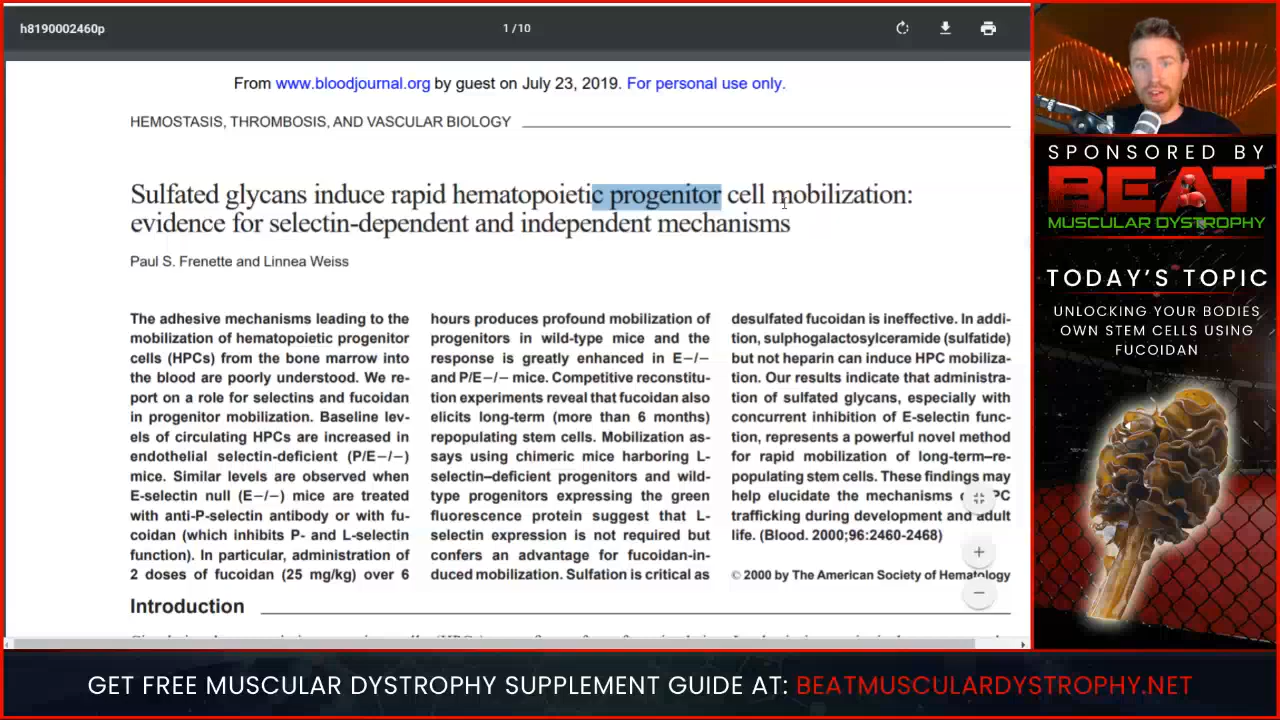 h8190002460p
1 / 10
From www.bloodjournal.org by guest on July 23, 2019. For personal use only.
HEMOSTASIS, THROMBOSIS, AND VASCULAR BIOLOGY
Sulfated glycans induce rapid hematopoietic progenitor cell mobilization:
evidence for selectin-dependent and independent mechanisms
Paul S. Frenette and Linnea Weiss
The adhesive mechanisms leading to the
mobilization of hematopoietic progenitor
cells (HPCs) from the bone marrow into
the blood are poorly understood. We re-
port on a role for selectins and fucoidan
in progenitor mobilization. Baseline lev-
els of circulating HPCs are increased in
endothelial selectin-deficient (P/E−/−)
mice. Similar levels are observed when
E-selectin null (E−/−) mice are treated
with anti-P-selectin antibody or with fu-
coidan (which inhibits P- and L-selectin
function). In particular, administration of
2 doses of fucoidan (25 mg/kg) over 6
hours produces profound mobilization of
progenitors in wild-type mice and the
response is greatly enhanced in E−/−
and P/E−/− mice. Competitive reconstitu-
tion experiments reveal that fucoidan also
elicits long-term (more than 6 months)
repopulating stem cells. Mobilization as-
says using chimeric mice harboring L-
selectin–deficient progenitors and wild-
type progenitors expressing the green
fluorescence protein suggest that L-
selectin expression is not required but
confers an advantage for fucoidan-in-
duced mobilization. Sulfation is critical as
desulfated fucoidan is ineffective. In addi-
tion, sulphogalactosylceramide (sulfatide)
but not heparin can induce HPC mobiliza-
tion. Our results indicate that administra-
tion of sulfated glycans, especially with
concurrent inhibition of E-selectin func-
tion, represents a powerful novel method
for rapid mobilization of long-term–re-
populating stem cells. These findings may
help elucidate the mechanisms PC
trafficking during development and adult
life. (Blood. 2000;96:2460-2468)
© 2000 by The American Society of Hematology
Introduction
SPONSORED BY
BEAT
MUSCULAR DYSTROPHY
TODAY'S TOPIC
UNLOCKING YOUR BODIES
OWN STEM CELLS USING
FUCOIDAN
GET FREE MUSCULAR DYSTROPHY SUPPLEMENT GUIDE AT: BEATMUSCULARDYSTROPHY.NET